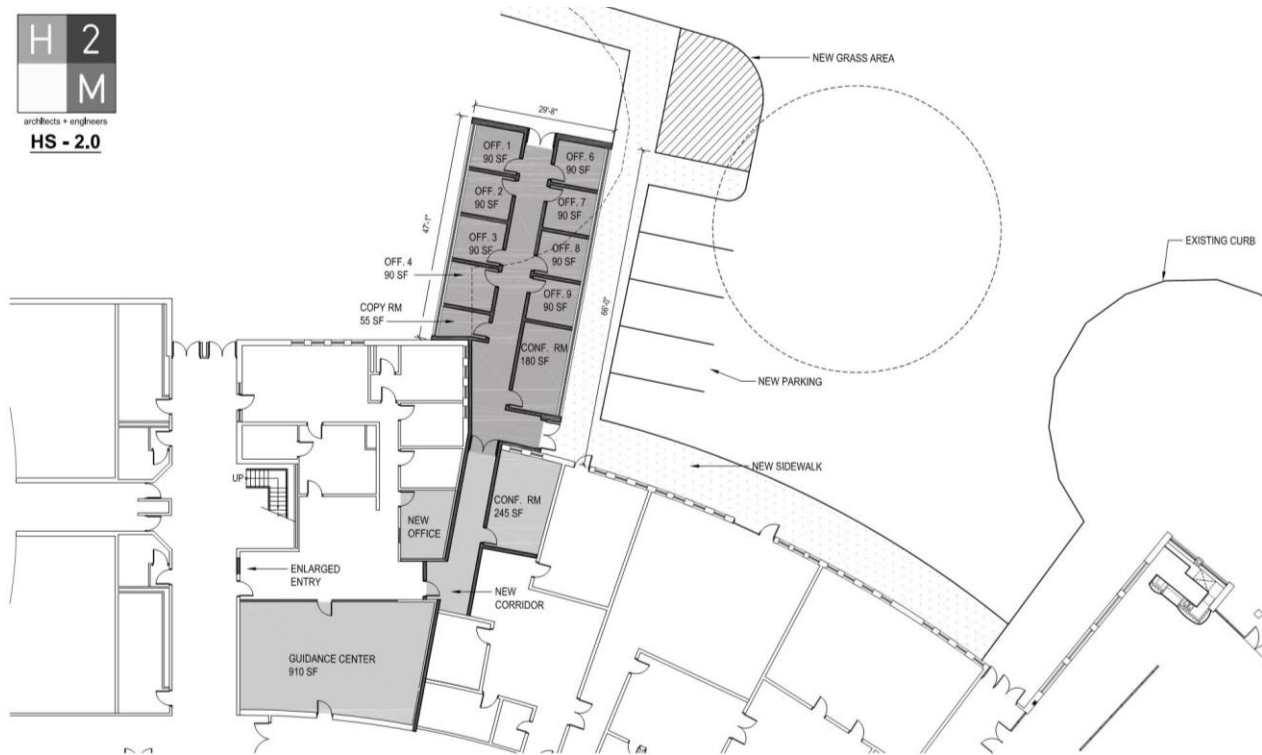 H 2
M
architects + engineers
HS - 2.0
NEW GRASS AREA
29'-8"
47'-1"
OFF. 1
90 SF
OFF. 6
90 SF
OFF. 2
90 SF
OFF. 7
90 SF
OFF. 3
90 SF
OFF. 8
90 SF
OFF. 4
90 SF
OFF. 9
90 SF
COPY RM
55 SF
CONF. RM
180 SF
66'-0"
EXISTING CURB
NEW PARKING
NEW SIDEWALK
UP
CONF. RM
245 SF
NEW
OFFICE
ENLARGED
ENTRY
NEW
CORRIDOR
GUIDANCE CENTER
910 SF